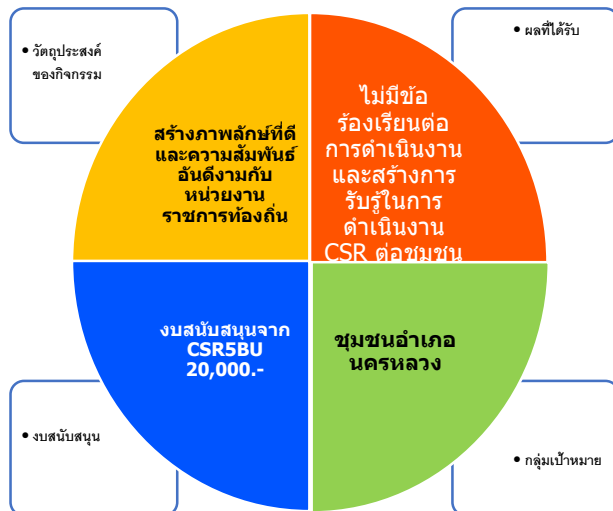 • วัตถุประสงค์
ของกิจกรรม
• ผลที่ได้รับ
สร้างภาพลักษ์ที่ดี
และความสัมพันธ์
อันดีงามกับ
หน่วยงาน
ราชการท้องถิ่น
ไม่มีข้อ
ร้องเรียนต่อ
การดำเนินงาน
และสร้างการ
รับรู้ในการ
ดำเนินงาน
CSR ต่อชุมชน
งบสนับสนุนจาก
CSR5BU
20,000.-
ชุมชนอำเภอ
นครหลวง
• งบสนับสนุน
• กลุ่มเป้าหมาย